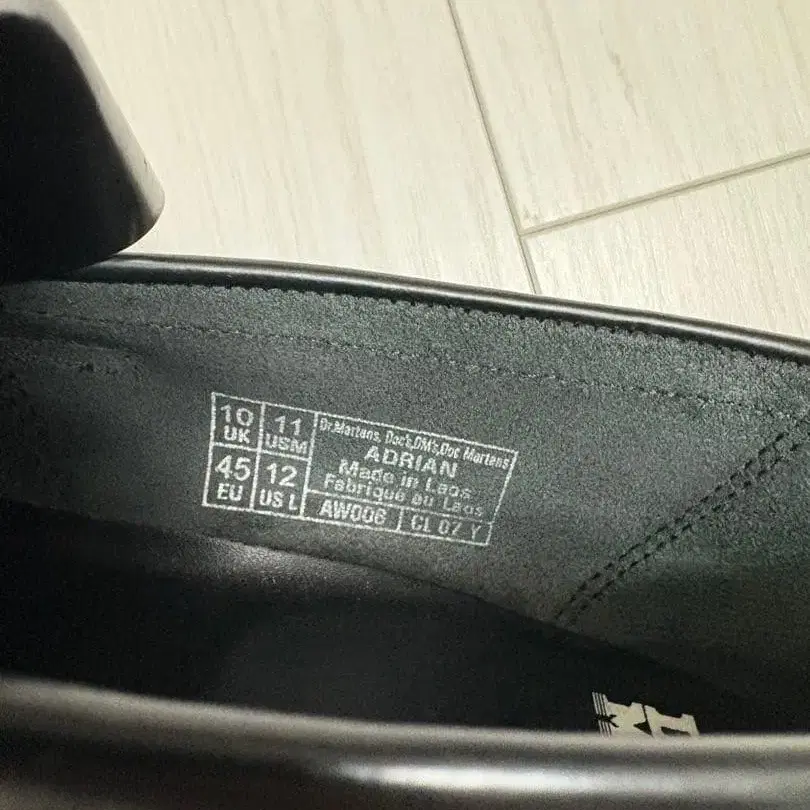 10 UK
11 USM
45 EU
12 US L
Dr.Martens, Doc's, DM's, Doc Martens
ADRIAN
Made in Laos
Fabriqué au Laos
AW006 CL 07 Y